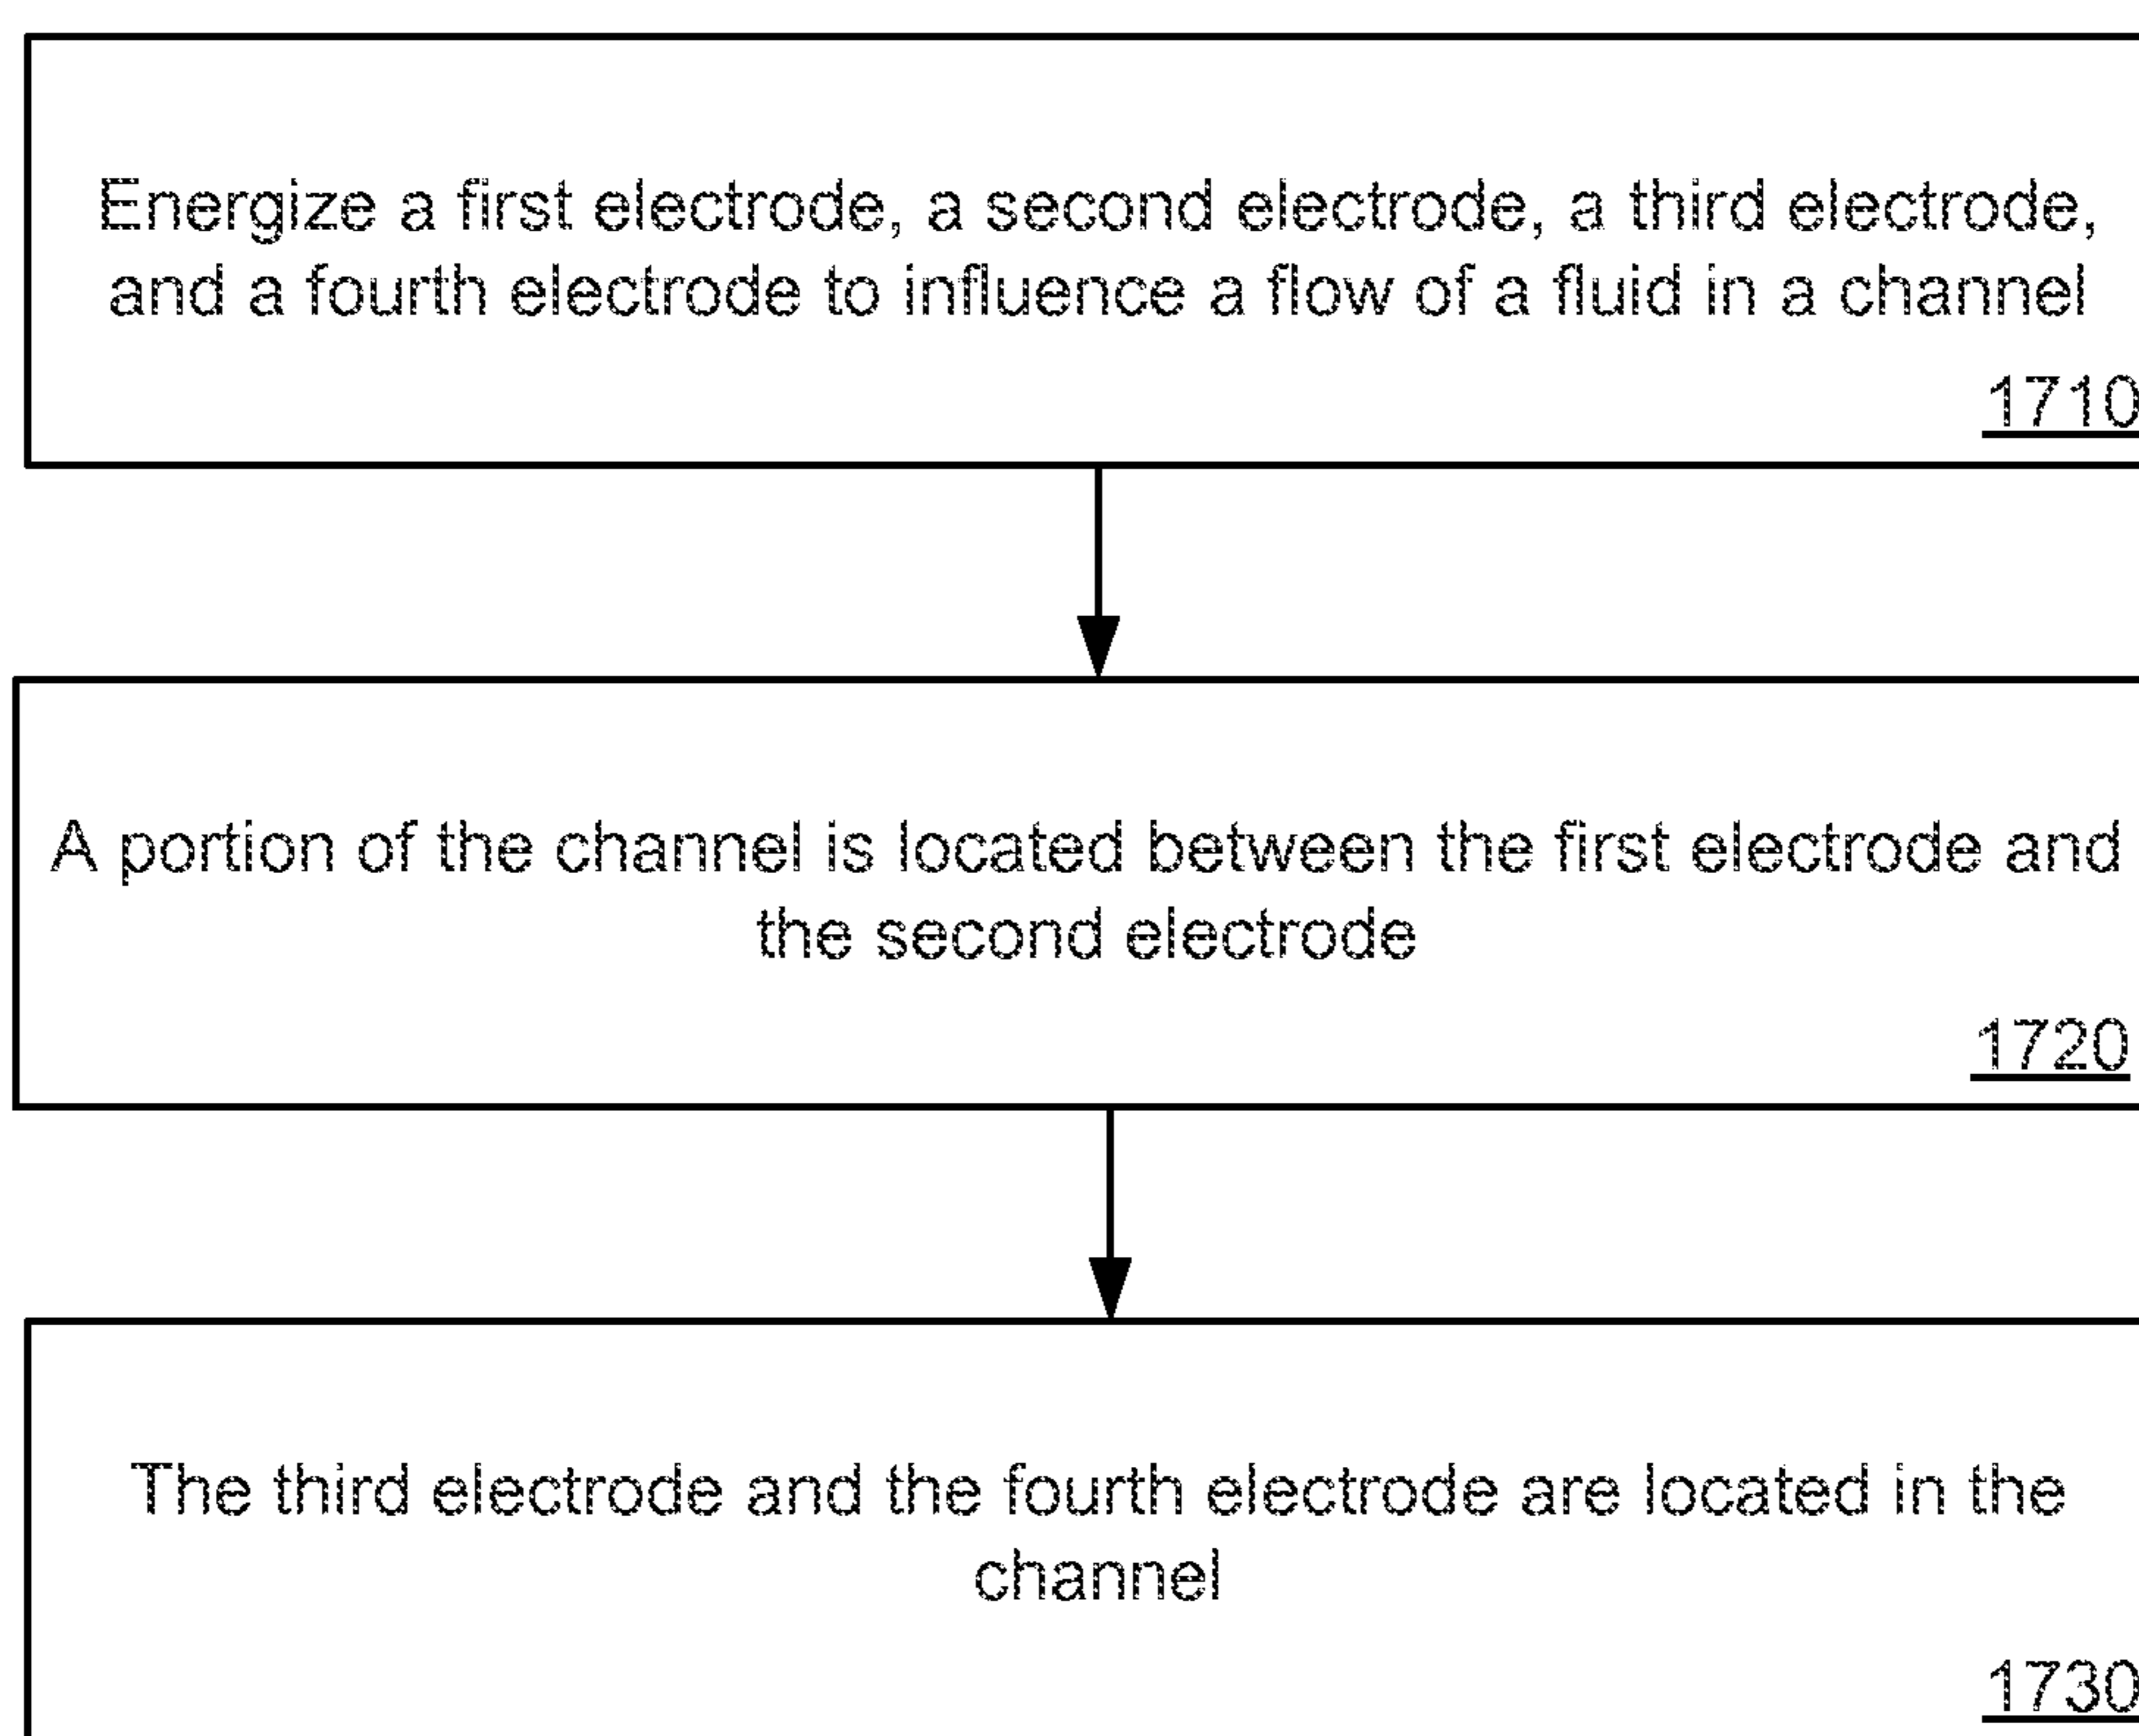 Energize a first electrode, a second electrode, a third electrode,
and a fourth electrode to influence a flow of a fluid in a channel
1710
A portion of the channel is located between the first electrode and
the second electrode
1720
The third electrode and the fourth electrode are located in the
channel
1730